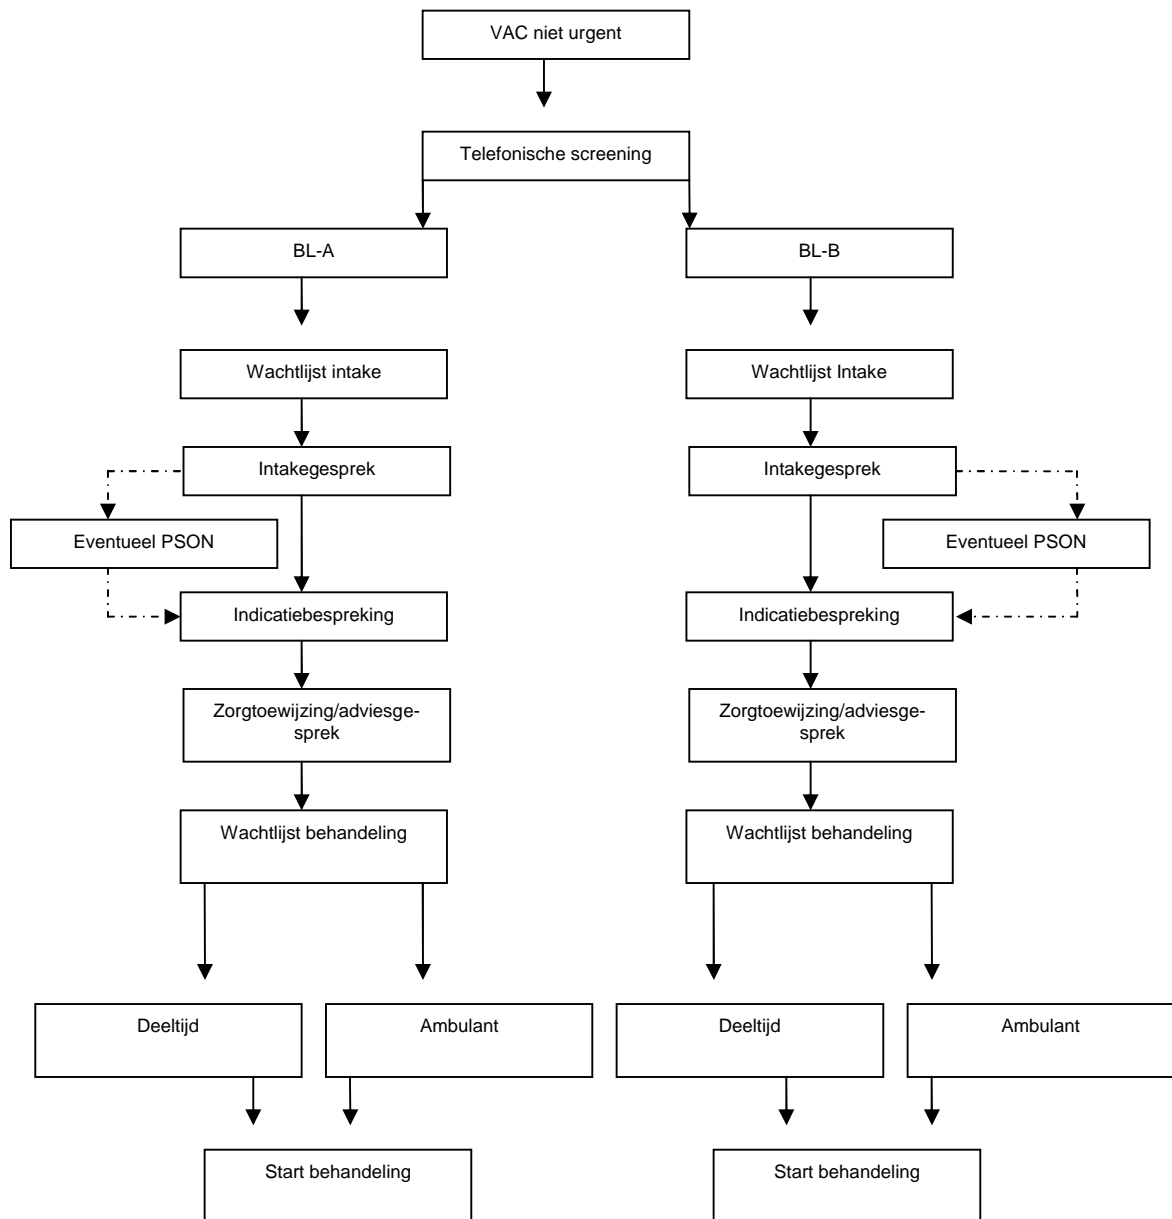 VAC niet urgent
Telefonische screening
BL-A
BL-B
Wachtlijst intake
Wachtlijst Intake
Intakegesprek
Intakegesprek
Eventueel PSON
Eventueel PSON
Indicatiebespreking
Indicatiebespreking
Zorgtoewijzing/adviesge-
sprek
Zorgtoewijzing/adviesge-
sprek
Wachtlijst behandeling
Wachtlijst behandeling
Deeltijd
Ambulant
Deeltijd
Ambulant
Start behandeling
Start behandeling